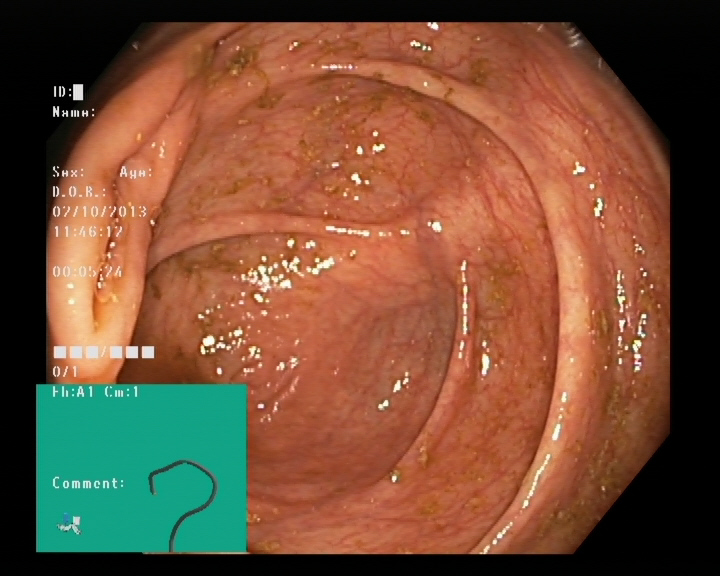 ID:
Name:
Sex: Age:
D.O.B.:
02/10/2013
11:46:12
00:05:24
■■■/■■■
0/1
Eh:A1 Cm:1
Comment: